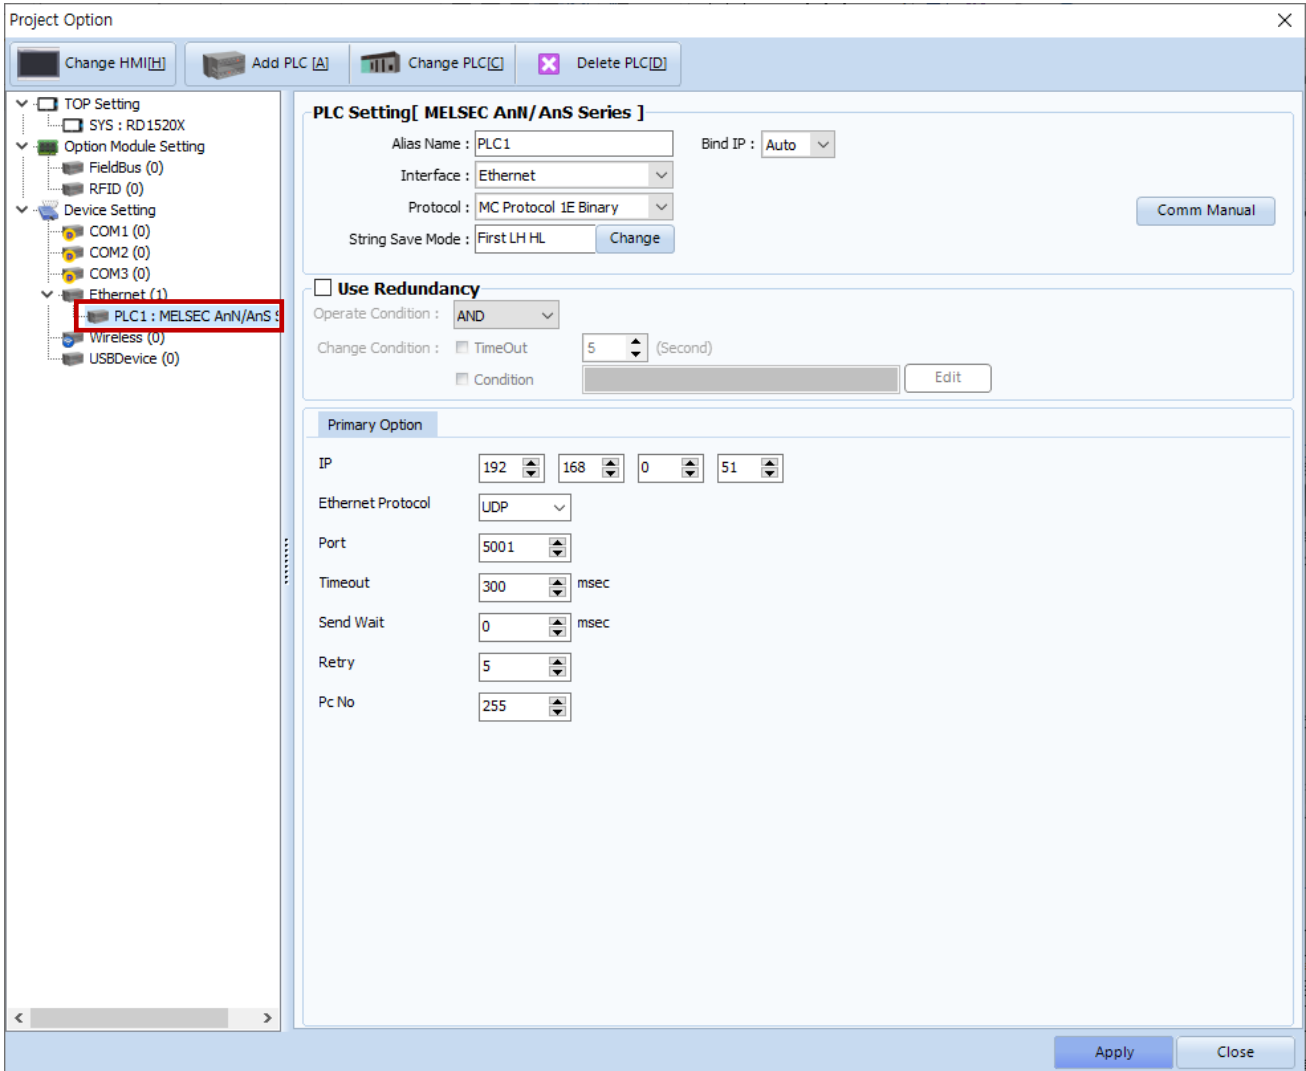 Project Option
Change HMI[H]
Add PLC [A]
Change PLC[C]
Delete PLC[D]
TOP Setting
SYS : RD1520X
Option Module Setting
FieldBus (0)
RFID (0)
Device Setting
COM1 (0)
COM2 (0)
COM3 (0)
Ethernet (1)
PLC1 : MELSEC AnN/AnS S
Wireless (0)
USBDevice (0)
PLC Setting[ MELSEC AnN/AnS Series ]
Alias Name : PLC1 Bind IP : Auto
Interface : Ethernet
Protocol : MC Protocol 1E Binary Comm Manual
String Save Mode : First LH HL Change
Use Redundancy
Operate Condition : AND
Change Condition : TimeOut 5 (Second)
Condition Edit
Primary Option
IP 192 168 0 51
Ethernet Protocol UDP
Port 5001
Timeout 300 msec
Send Wait 0 msec
Retry 5
Pc No 255
Apply Close